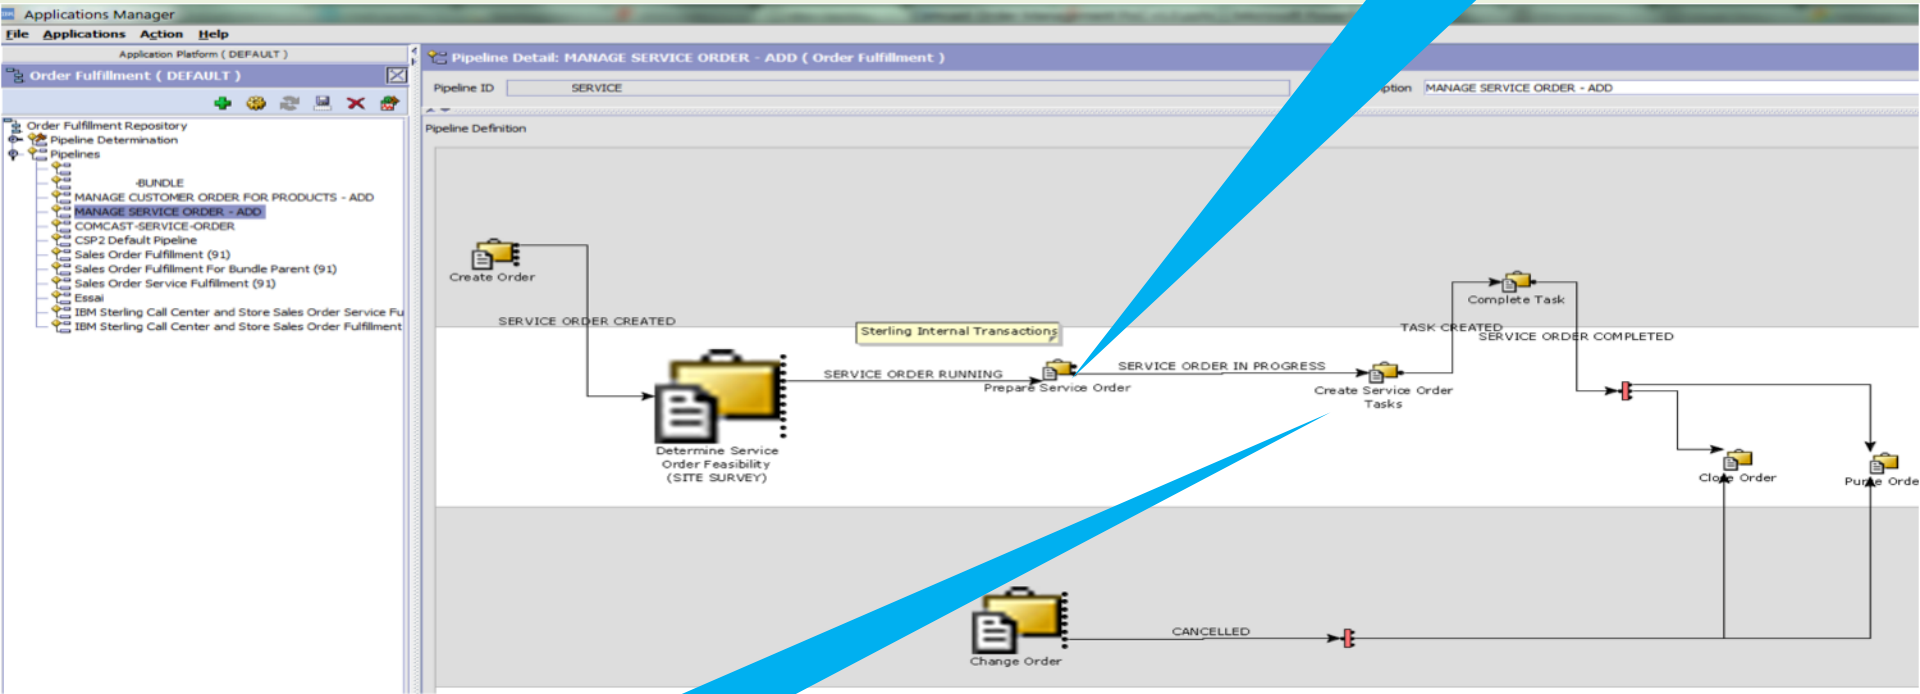 Applications Manager
File Applications Action Help
Application Platform ( DEFAULT )
Order Fulfillment ( DEFAULT )
Order Fulfillment Repository
Pipeline Determination
Pipelines
-BUNDLE
MANAGE CUSTOMER ORDER FOR PRODUCTS - ADD
MANAGE SERVICE ORDER - ADD
COMCAST-SERVICE-ORDER
CSP2 Default Pipeline
Sales Order Fulfillment (91)
Sales Order Fulfillment For Bundle Parent (91)
Sales Order Service Fulfillment (91)
Essai
IBM Sterling Call Center and Store Sales Order Service Fu
IBM Sterling Call Center and Store Sales Order Fulfillment
Pipeline Detail: MANAGE SERVICE ORDER - ADD ( Order Fulfillment )
Pipeline ID SERVICE ption MANAGE SERVICE ORDER - ADD
Pipeline Definition
Create Order
SERVICE ORDER CREATED
Determine Service
Order Feasibility
(SITE SURVEY)
SERVICE ORDER RUNNING
Sterling Internal Transactions
Prepare Service Order
SERVICE ORDER IN PROGRESS
Create Service Order
Tasks
TASK CREATED
Complete Task
SERVICE ORDER COMPLETED
Close Order
Purge Orde
Change Order
CANCELLED